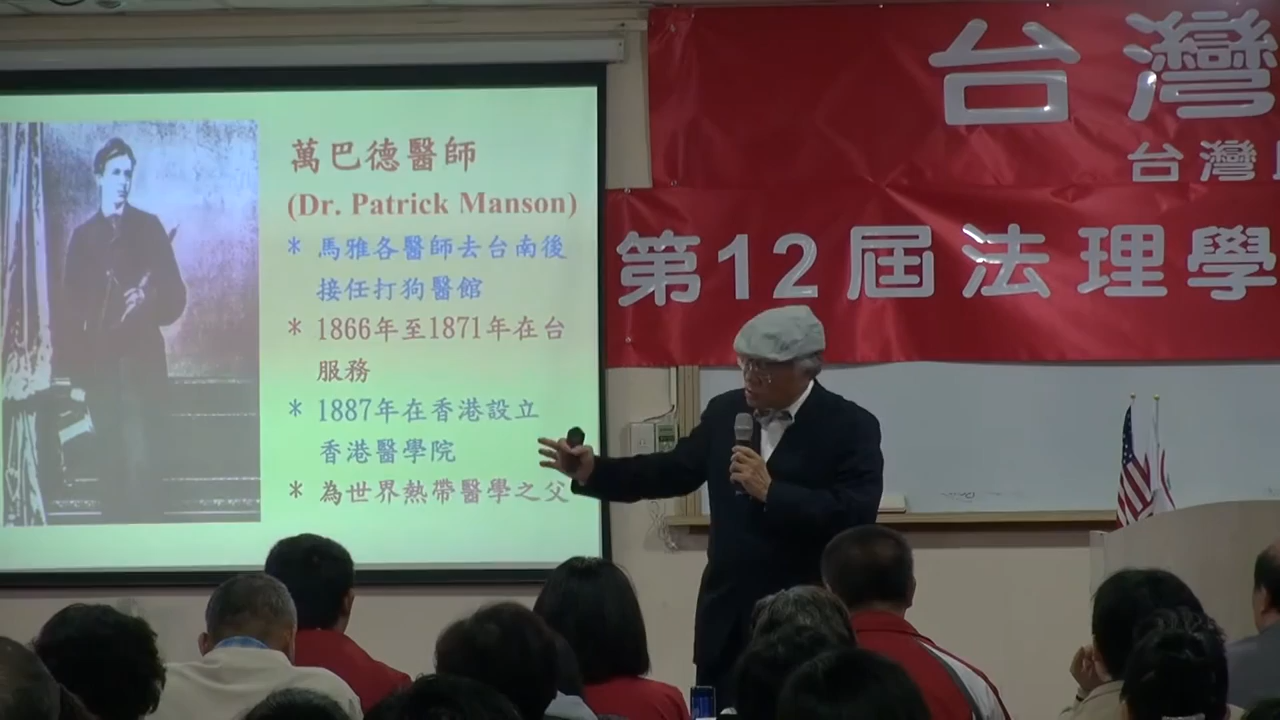 萬巴德醫師
(Dr. Patrick Manson)
* 馬雅各醫師去台南後
接任打狗醫館
* 1866年至1871年在台
服務
* 1887年在香港設立
香港醫學院
* 為世界熱帶醫學之父
台灣
台灣
第12屆法理學